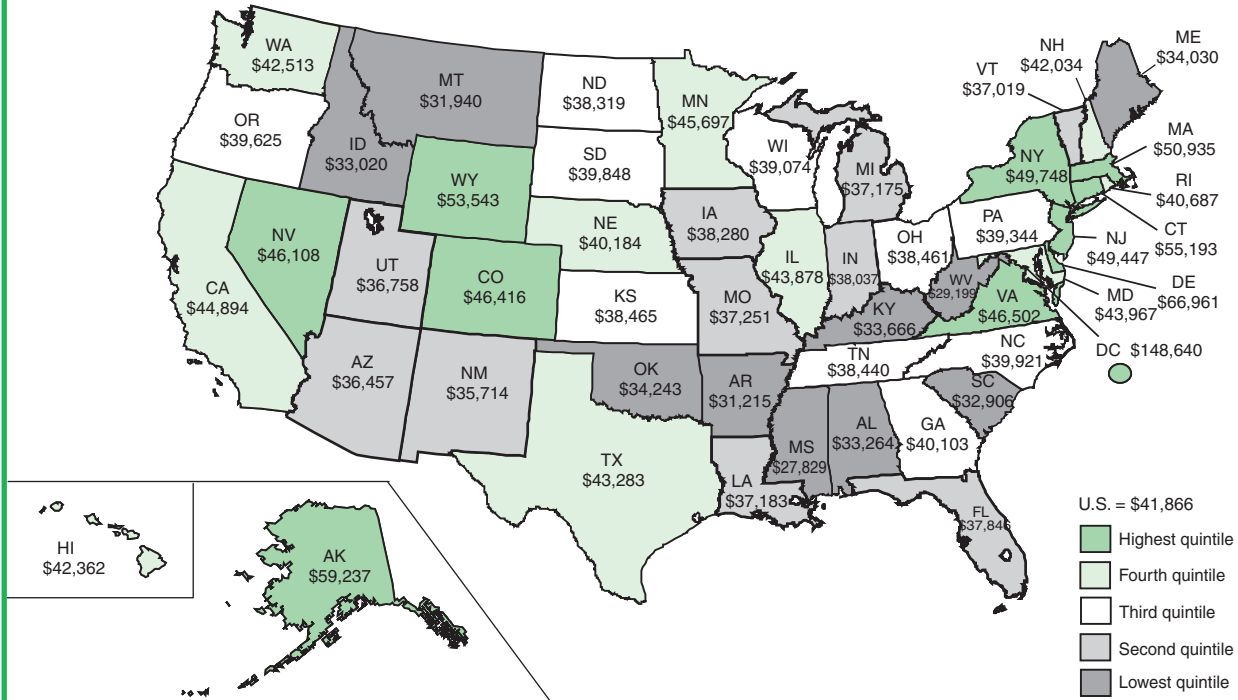 WA
$42,513
OR
$39,625
CA
$44,894
NV
$46,108
ID
$33,020
MT
$31,940
WY
$53,543
UT
$36,758
CO
$46,416
AZ
$36,457
NM
$35,714
ND
$38,319
SD
$39,848
NE
$40,184
KS
$38,465
OK
$34,243
TX
$43,283
MN
$45,697
IA
$38,280
MO
$37,251
AR
$31,215
LA
$37,183
WI
$39,074
IL
$43,878
MI
$37,175
IN
$38,037
OH
$38,461
KY
$33,666
TN
$38,440
MS
$27,829
AL
$33,264
GA
$40,103
FL
$37,846
SC
$32,906
NC
$39,921
VA
$46,502
WV
$29,199
PA
$39,344
NY
$49,748
VT
$37,019
NH
$42,034
ME
$34,030
MA
$50,935
RI
$40,687
CT
$55,193
NJ
$49,447
DE
$66,961
MD
$43,967
DC $148,640
HI
$42,362
AK
$59,237
U.S. = $41,866
Highest quintile
Fourth quintile
Third quintile
Second quintile
Lowest quintile